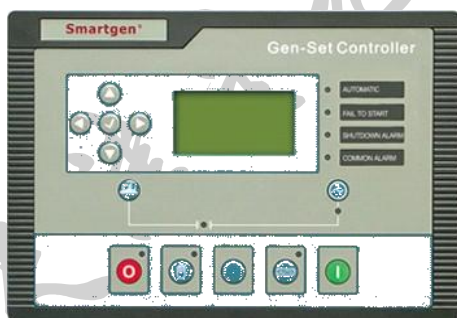 Smartgen®
Gen-Set Controller
AUTOMATIC
FAIL TO START
SHUTDOWN ALARM
COMMON ALARM